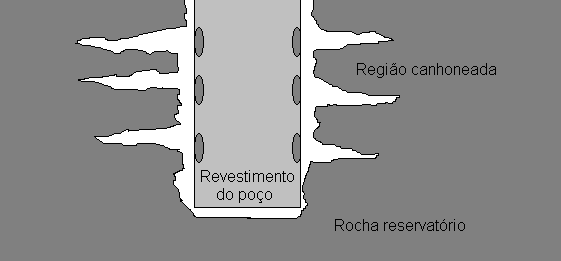 Região canhoneada
Revestimento
do poço
Rocha reservatório